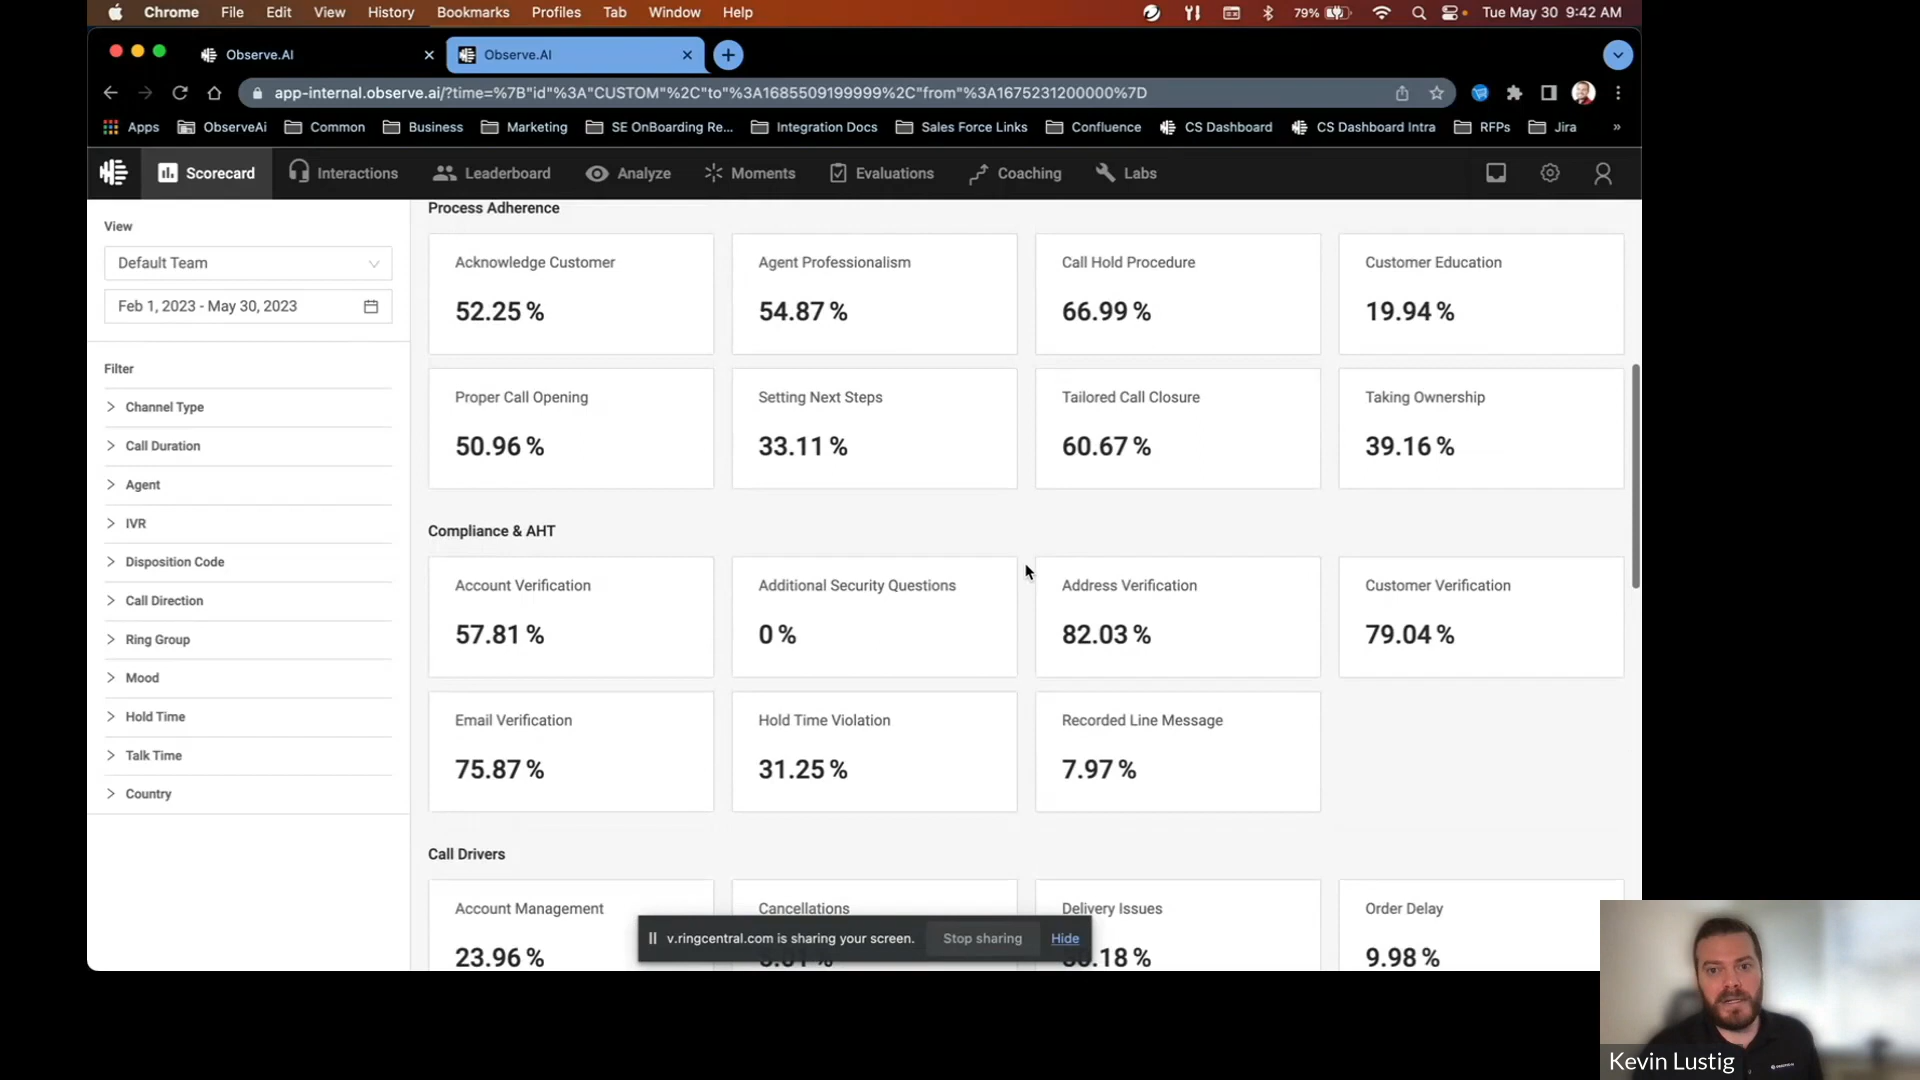 Chrome File Edit View History Bookmarks Profiles Tab Window Help 79% Tue May 30 9:42 AM
Observe.AI Observe.AI
app-internal.observe.ai/?time=%7B"id"%3A"CUSTOM"%2C"to"%3A1685509199999%2C"from"%3A1675231200000%7D
Apps ObserveAi Common Business Marketing SE OnBoarding Re... Integration Docs Sales Force Links Confluence CS Dashboard CS Dashboard Intra RFPs Jira »
Scorecard Interactions Leaderboard Analyze Moments Evaluations Coaching Labs
View
Default Team
Feb 1, 2023 - May 30, 2023
Filter
Channel Type
Call Duration
Agent
IVR
Disposition Code
Call Direction
Ring Group
Mood
Hold Time
Talk Time
Country
Process Adherence
Acknowledge Customer
52.25 %
Agent Professionalism
54.87 %
Call Hold Procedure
66.99 %
Customer Education
19.94 %
Proper Call Opening
50.96 %
Setting Next Steps
33.11 %
Tailored Call Closure
60.67 %
Taking Ownership
39.16 %
Compliance & AHT
Account Verification
57.81 %
Additional Security Questions
0 %
Address Verification
82.03 %
Customer Verification
79.04 %
Email Verification
75.87 %
Hold Time Violation
31.25 %
Recorded Line Message
7.97 %
Call Drivers
Account Management
23.96 %
Cancellations
Delivery Issues
Order Delay
9.98 %
v.ringcentral.com is sharing your screen. Stop sharing Hide
Kevin Lustig